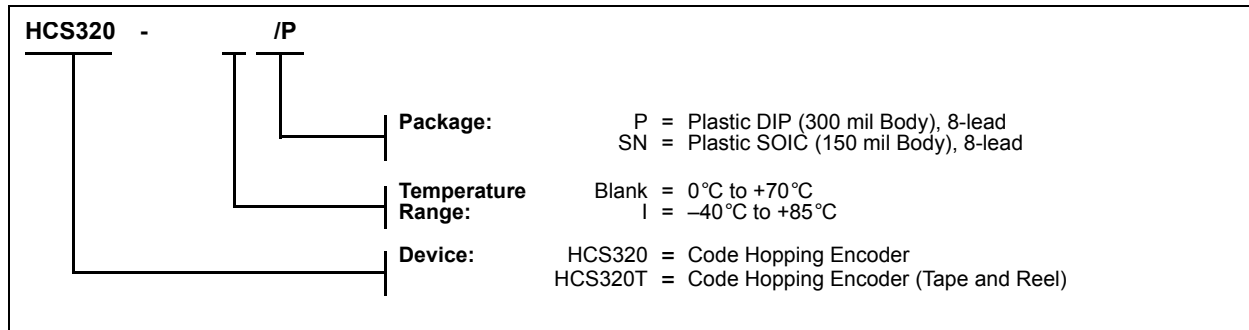 HCS320 - /P
Package: P = Plastic DIP (300 mil Body), 8-lead
SN = Plastic SOIC (150 mil Body), 8-lead
Temperature Blank = 0°C to +70°C
Range: I = –40°C to +85°C
Device: HCS320 = Code Hopping Encoder
HCS320T = Code Hopping Encoder (Tape and Reel)